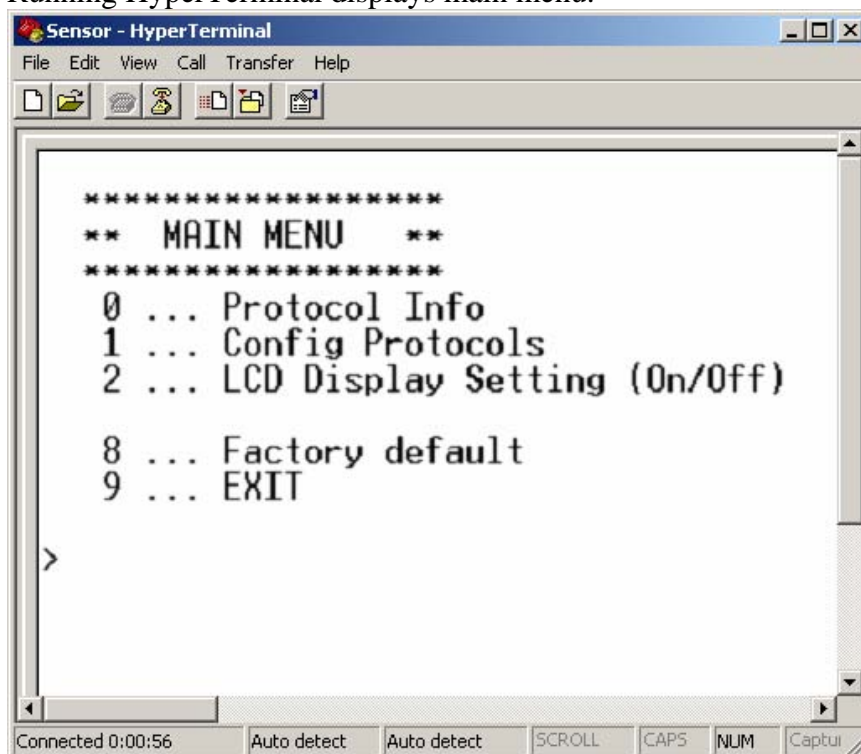 Running HyperTerminal displays main menu:
Sensor - HyperTerminal
File Edit View Call Transfer Help
******************
** MAIN MENU **
******************
0 ... Protocol Info
1 ... Config Protocols
2 ... LCD Display Setting (On/Off)
8 ... Factory default
9 ... EXIT
>
Connected 0:00:56 Auto detect Auto detect SCROLL CAPS NUM Captur